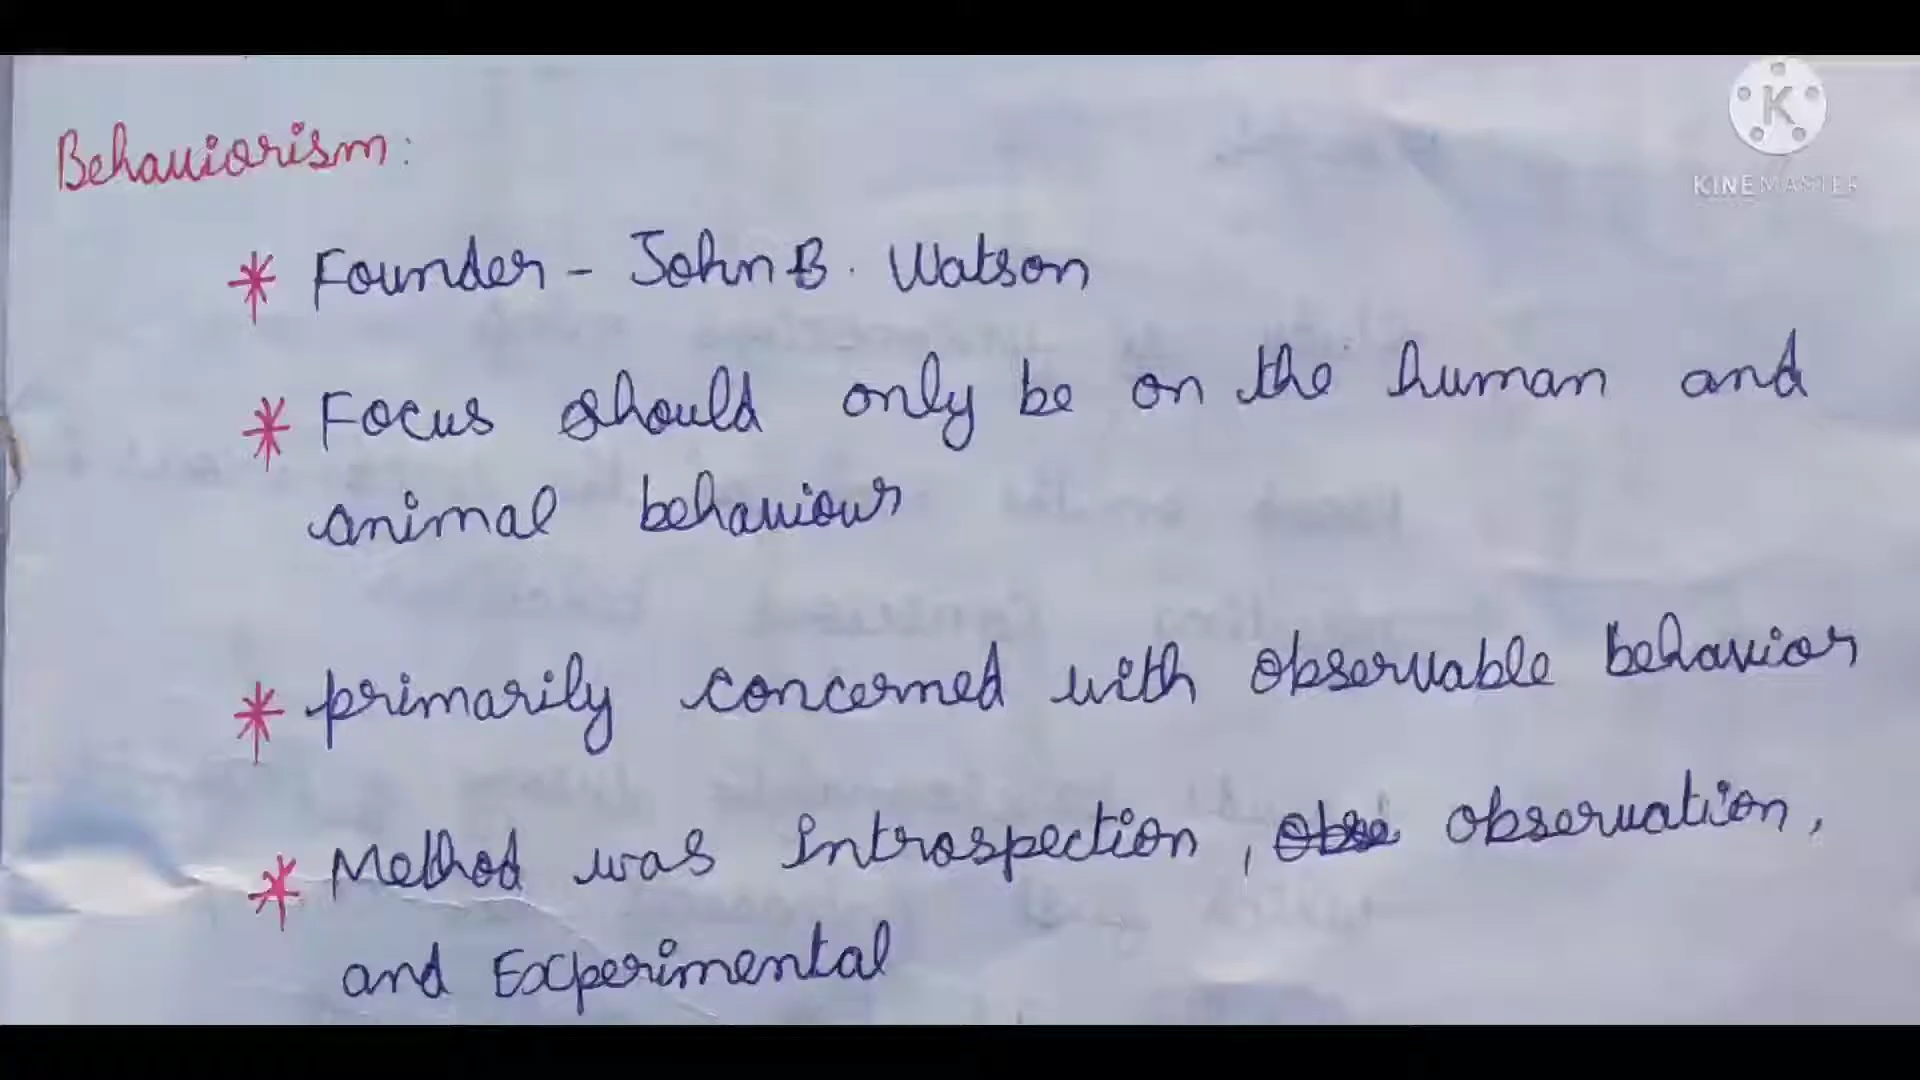 Behaviorism:
K
KINEMASTER
* Founder - John B. Watson
* Focus should only be on the human and
animal behaviour
* primarily concerned with observable behavior
* Method was Introspection, observation,
and Experimental